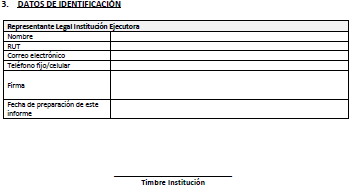 3. DATOS DE IDENTIFICACIÓN
Representante Legal Institución Ejecutora
Nombre
RUT
Correo electrónico
Teléfono fijo/celular
Firma
Fecha de preparación de este
informe
Timbre Institución